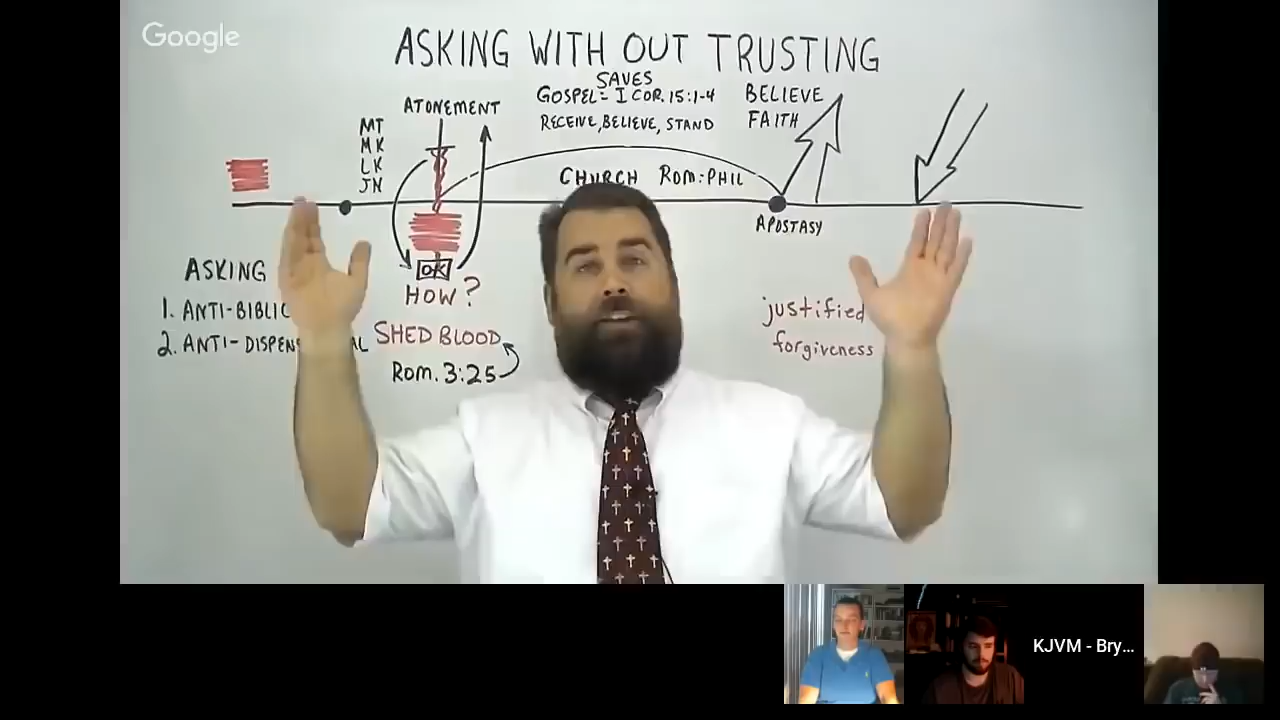 Google
ASKING WITH OUT TRUSTING
SAVES
GOSPEL = I COR. 15:1-4
RECEIVE, BELIEVE, STAND
BELIEVE
FAITH
ATONEMENT
MT
MK
LK
JN
CHURCH ROM:PHIL
APOSTASY
OK
HOW?
SHED BLOOD
Rom. 3:25
ASKING
1. ANTI-BIBLIC
2. ANTI-DISPENS AL
justified
forgiveness
KJVM - Bry...